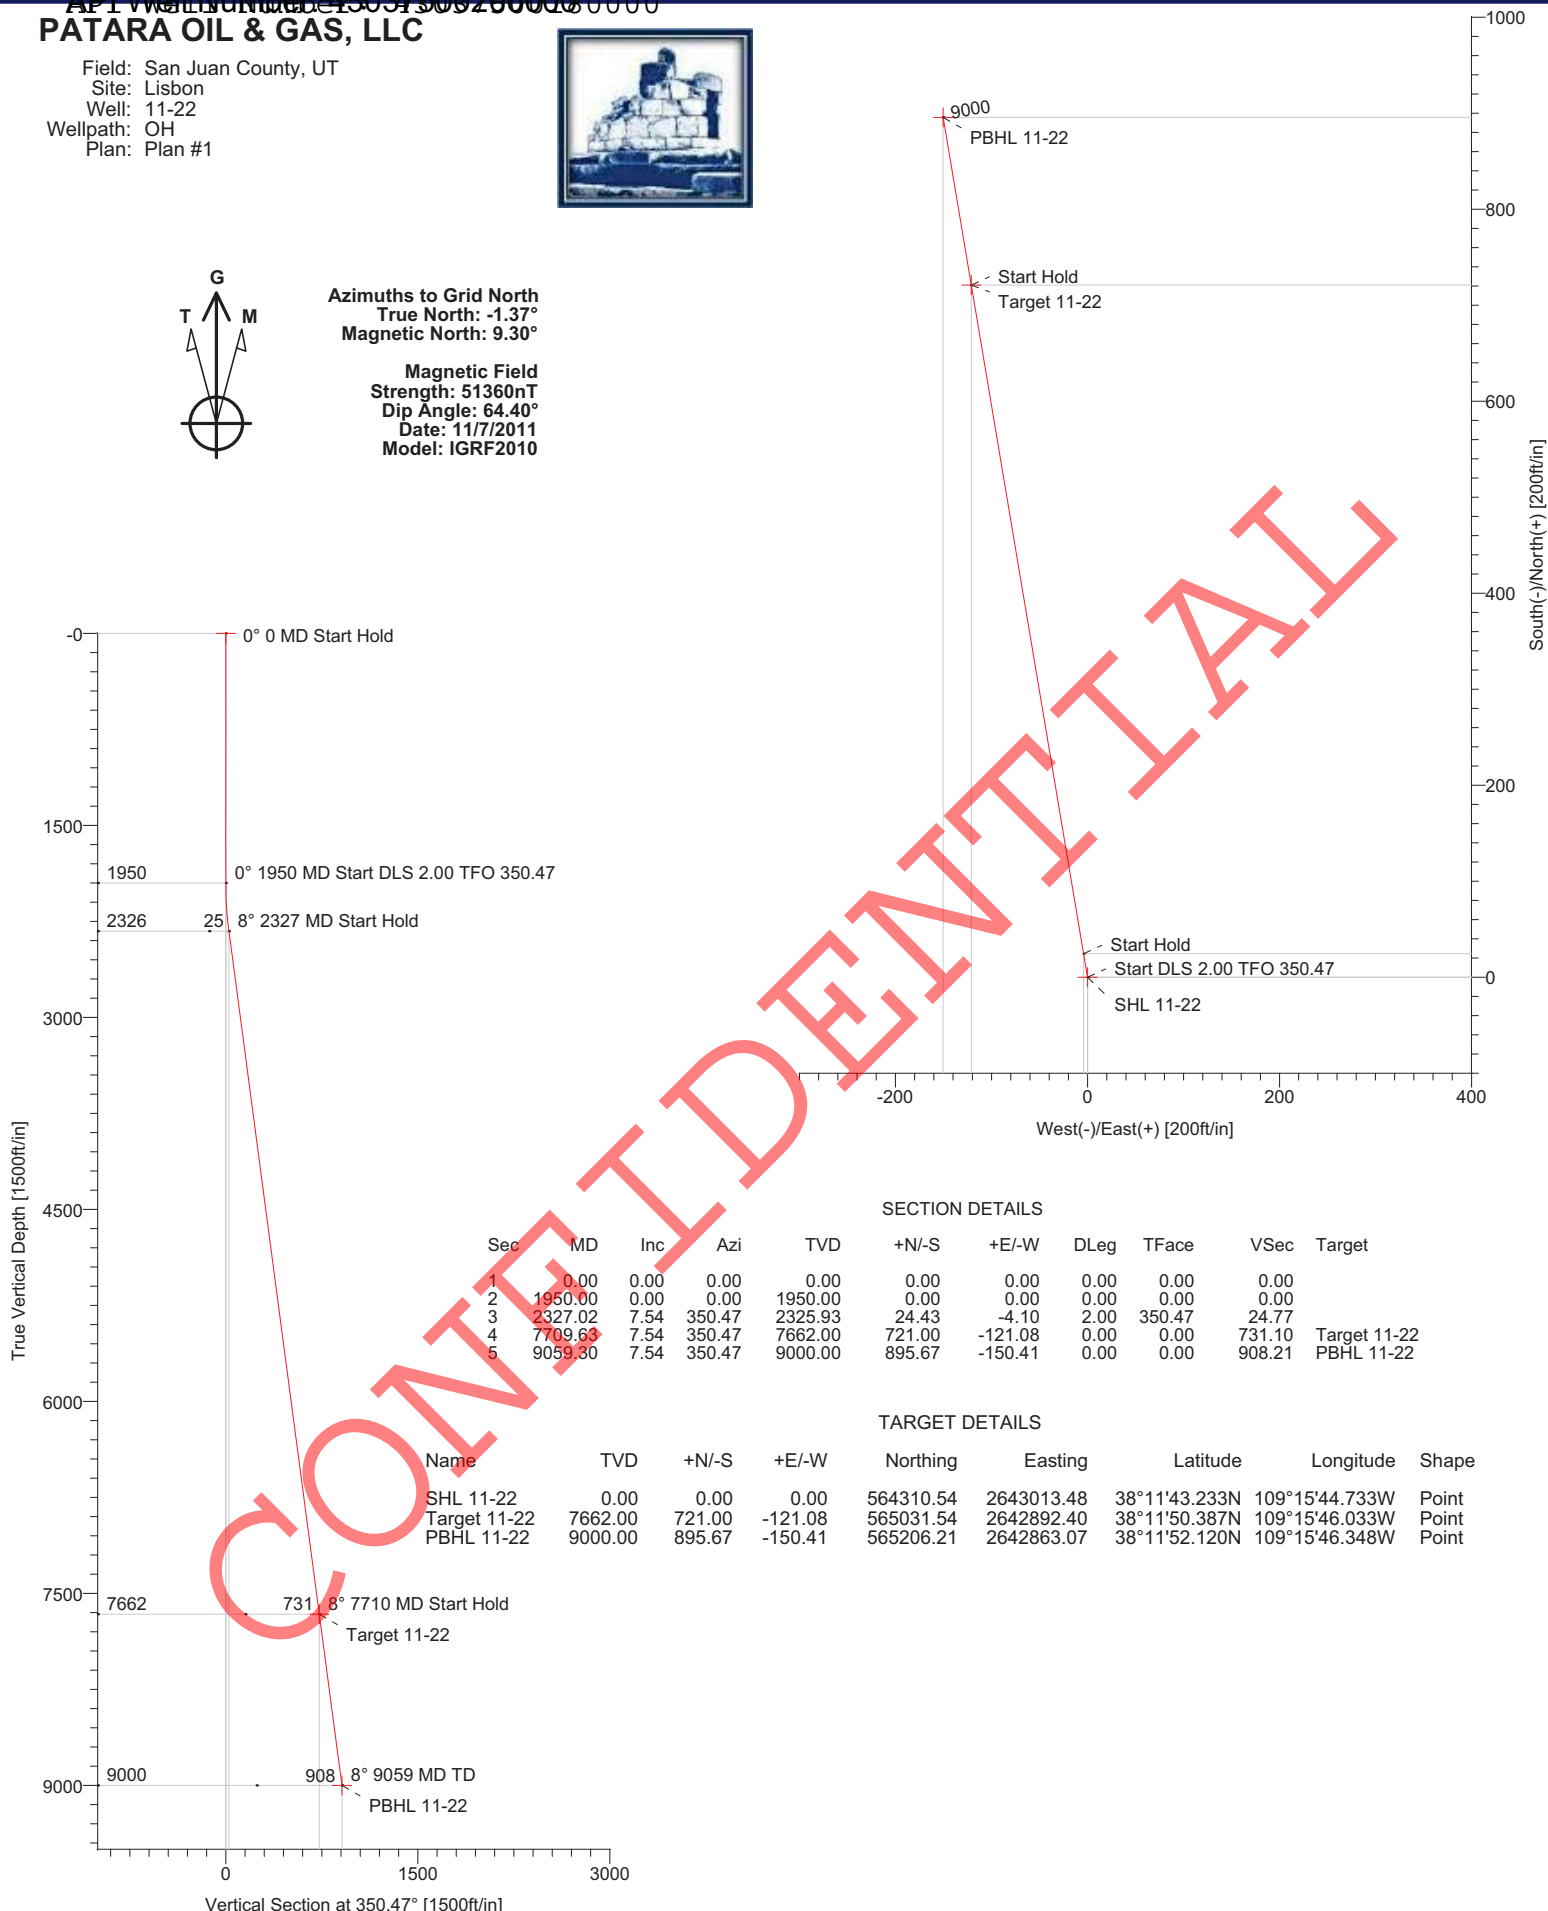 PATARA OIL & GAS, LLC
Field: San Juan County, UT
Site: Lisbon
Well: 11-22
Wellpath: OH
Plan: Plan #1
G
T M
Azimuths to Grid North
True North: -1.37°
Magnetic North: 9.30°
Magnetic Field
Strength: 51360nT
Dip Angle: 64.40°
Date: 11/7/2011
Model: IGRF2010
1000
800
600
400
200
0
South(-)/North(+) [200ft/in]
9000
PBHL 11-22
Start Hold
Target 11-22
Start Hold
Start DLS 2.00 TFO 350.47
SHL 11-22
-200 0 200 400
West(-)/East(+) [200ft/in]
-0
1500
3000
4500
6000
7500
9000
True Vertical Depth [1500ft/in]
0° 0 MD Start Hold
1950 0° 1950 MD Start DLS 2.00 TFO 350.47
2326 25 8° 2327 MD Start Hold
7662 731 8° 7710 MD Start Hold
Target 11-22
9000 908 8° 9059 MD TD
PBHL 11-22
0 1500 3000
Vertical Section at 350.47° [1500ft/in]
SECTION DETAILS
Sec MD Inc Azi TVD +N/-S +E/-W DLeg TFace VSec Target
1 0.00 0.00 0.00 0.00 0.00 0.00 0.00 0.00 0.00
2 1950.00 0.00 0.00 1950.00 0.00 0.00 0.00 0.00 0.00
3 2327.02 7.54 350.47 2325.93 24.43 -4.10 2.00 350.47 24.77
4 7709.63 7.54 350.47 7662.00 721.00 -121.08 0.00 0.00 731.10 Target 11-22
5 9059.30 7.54 350.47 9000.00 895.67 -150.41 0.00 0.00 908.21 PBHL 11-22
TARGET DETAILS
Name TVD +N/-S +E/-W Northing Easting Latitude Longitude Shape
SHL 11-22 0.00 0.00 0.00 564310.54 2643013.48 38°11'43.233N 109°15'44.733W Point
Target 11-22 7662.00 721.00 -121.08 565031.54 2642892.40 38°11'50.387N 109°15'46.033W Point
PBHL 11-22 9000.00 895.67 -150.41 565206.21 2642863.07 38°11'52.120N 109°15'46.348W Point
CONFIDENTIAL